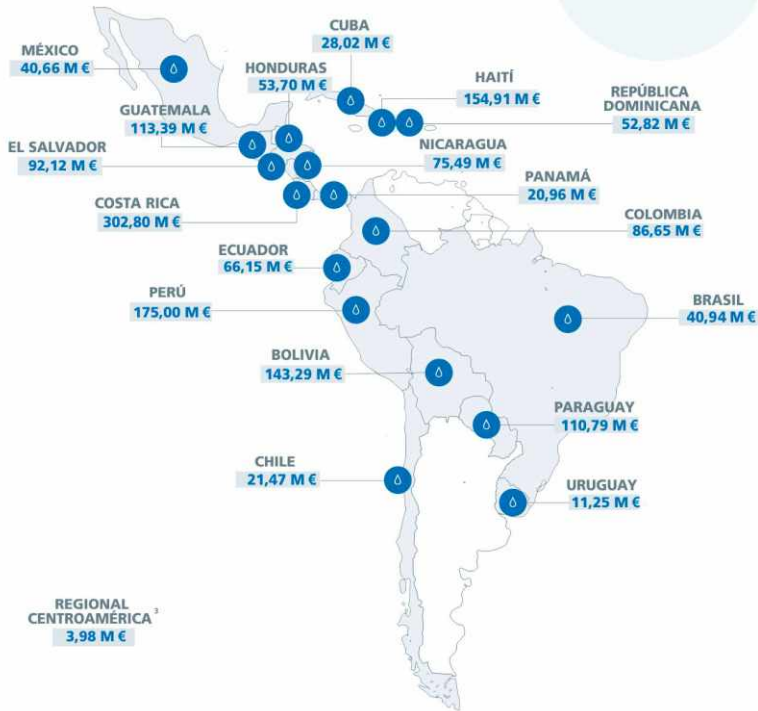 CUBA
28,02 M €
MÉXICO
40,66 M €
HONDURAS
53,70 M €
HAITÍ
154,91 M €
REPÚBLICA
DOMINICANA
52,82 M €
GUATEMALA
113,39 M €
EL SALVADOR
92,12 M €
NICARAGUA
75,49 M €
PANAMÁ
20,96 M €
COSTA RICA
302,80 M €
COLOMBIA
86,65 M €
ECUADOR
66,15 M €
PERÚ
175,00 M €
BRASIL
40,94 M €
BOLIVIA
143,29 M €
PARAGUAY
110,79 M €
CHILE
21,47 M €
URUGUAY
11,25 M €
REGIONAL
CENTROAMÉRICA ³
3,98 M €